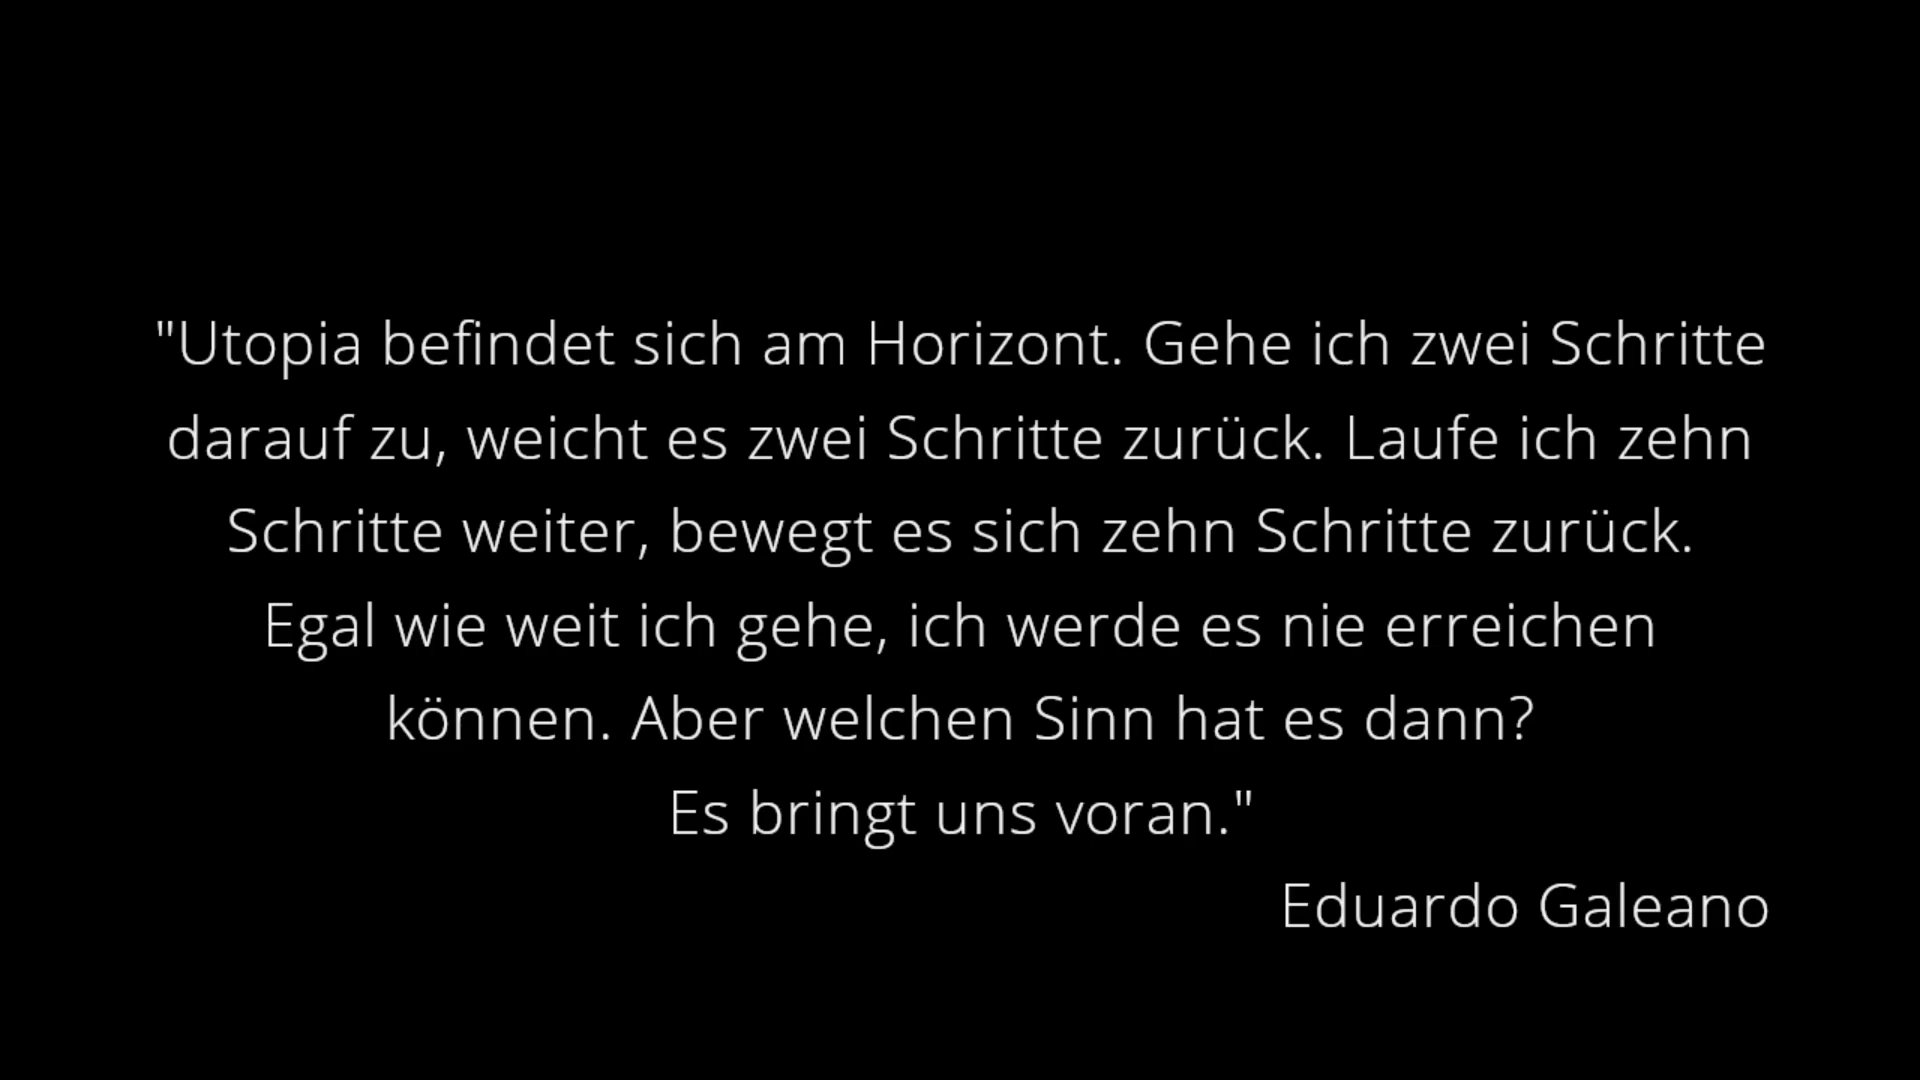 "Utopia befindet sich am Horizont. Gehe ich zwei Schritte
darauf zu, weicht es zwei Schritte zurück. Laufe ich zehn
Schritte weiter, bewegt es sich zehn Schritte zurück.
Egal wie weit ich gehe, ich werde es nie erreichen
können. Aber welchen Sinn hat es dann?
Es bringt uns voran."
Eduardo Galeano